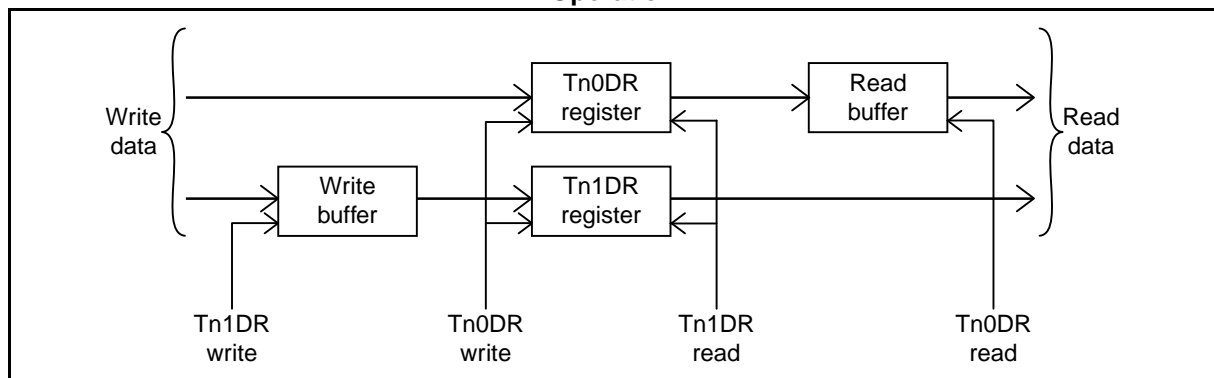 Write
data
Tn0DR
register
Read
buffer
Read
data
Write
buffer
Tn1DR
register
Tn1DR
write
Tn0DR
write
Tn1DR
read
Tn0DR
read